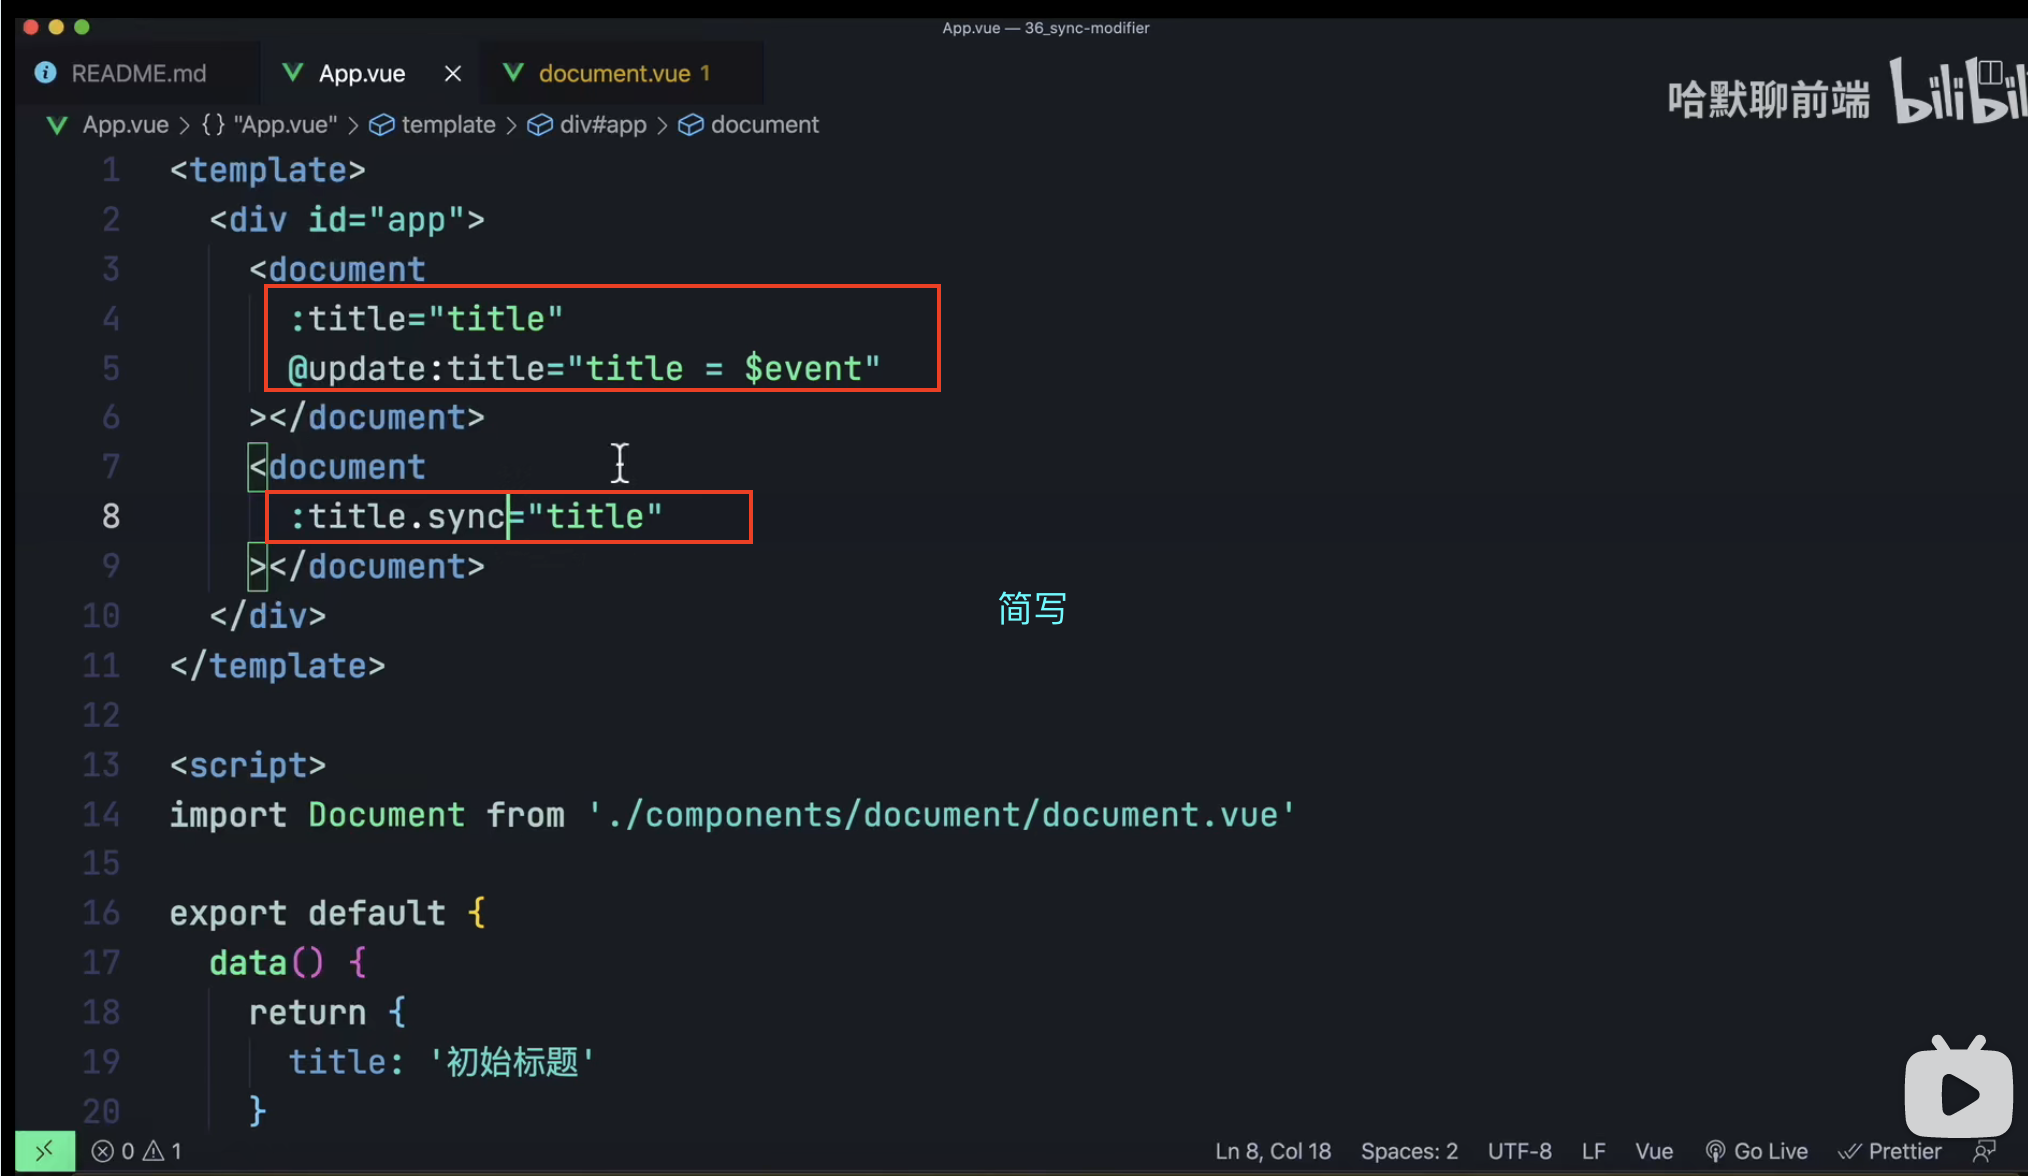 App.vue — 36_sync-modifier
README.md App.vue document.vue 1
哈默聊前端 bilibili
App.vue > {} "App.vue" > template > div#app > document
1 <template>
2 <div id="app">
3 <document
4 :title="title"
5 @update:title="title = $event"
6 ></document>
7 <document
8 :title.sync="title"
9 ></document>
简写
10 </div>
11 </template>
12
13 <script>
14 import Document from './components/document/document.vue'
15
16 export default {
17 data() {
18 return {
19 title: '初始标题'
20 }
0 1 Ln 8, Col 18 Spaces: 2 UTF-8 LF Vue Go Live Prettier